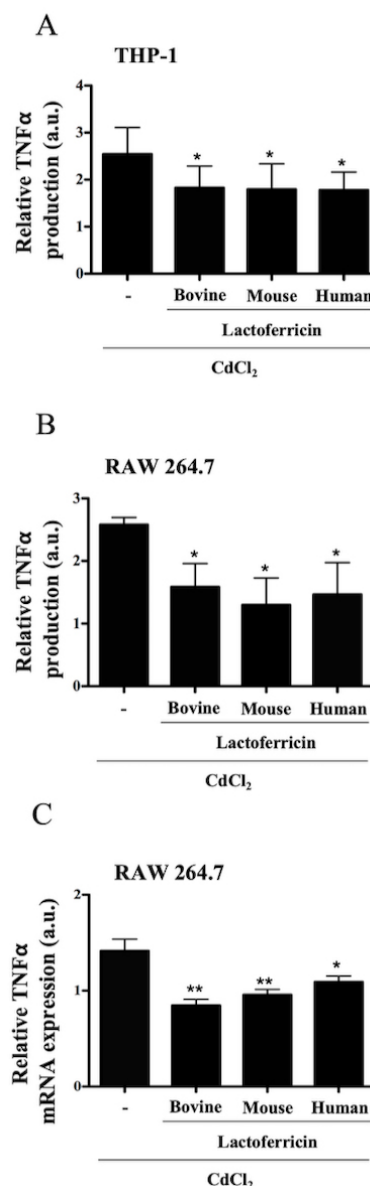 A
THP-1
Relative TNFα
production (a.u.)
4
3
2
1
0
*
*
*
-
Bovine
Mouse
Human
Lactoferricin
CdCl₂
B
RAW 264.7
Relative TNFα
production (a.u.)
3
2
1
0
*
*
*
-
Bovine
Mouse
Human
Lactoferricin
CdCl₂
C
RAW 264.7
Relative TNFα
mRNA expression (a.u.)
2
1
0
**
**
*
-
Bovine
Mouse
Human
Lactoferricin
CdCl₂